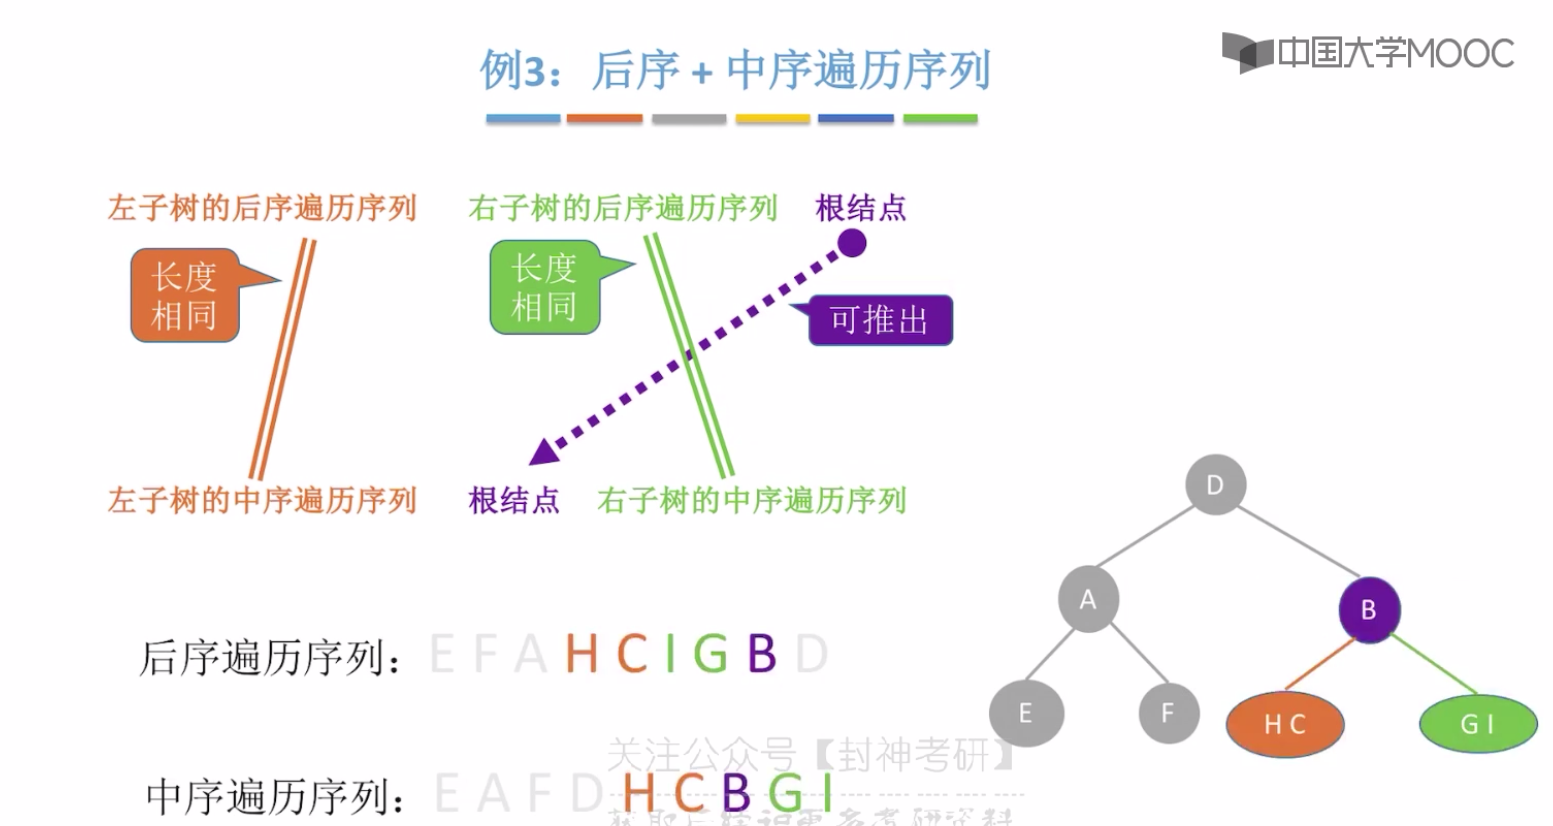 中国大学MOOC
例3：后序 + 中序遍历序列
左子树的后序遍历序列 右子树的后序遍历序列 根结点
长度
相同
长度
相同
可推出
左子树的中序遍历序列 根结点 右子树的中序遍历序列
D
A B
E F H C G I
后序遍历序列：E F A H C I G B D
关注公众号【封神考研】
中序遍历序列：E A F D H C B G I